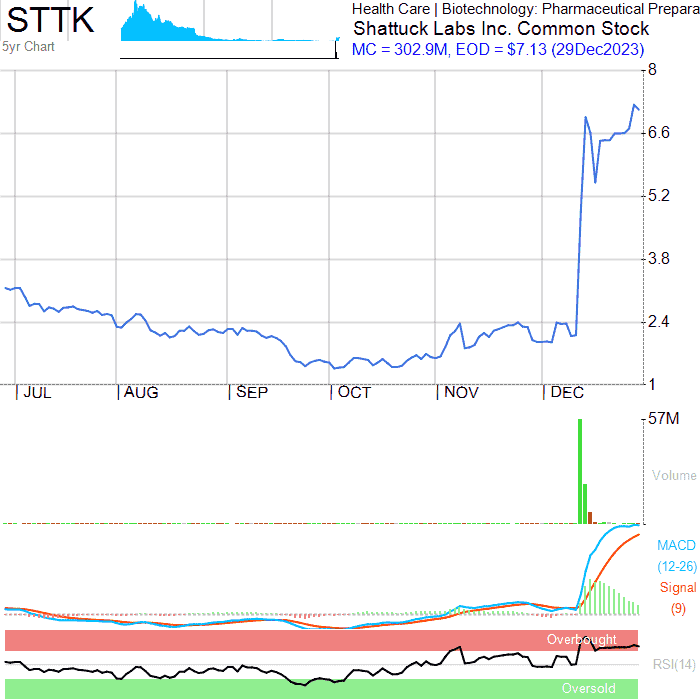 STTK
5yr Chart
Health Care | Biotechnology: Pharmaceutical Prepara
Shattuck Labs Inc. Common Stock
MC = 302.9M, EOD = $7.13 (29Dec2023)
8
6.6
5.2
3.8
2.4
1
JUL AUG SEP OCT NOV DEC
57M
Volume
MACD
(12-26)
Signal
(9)
Overbought
RSI(14)
Oversold